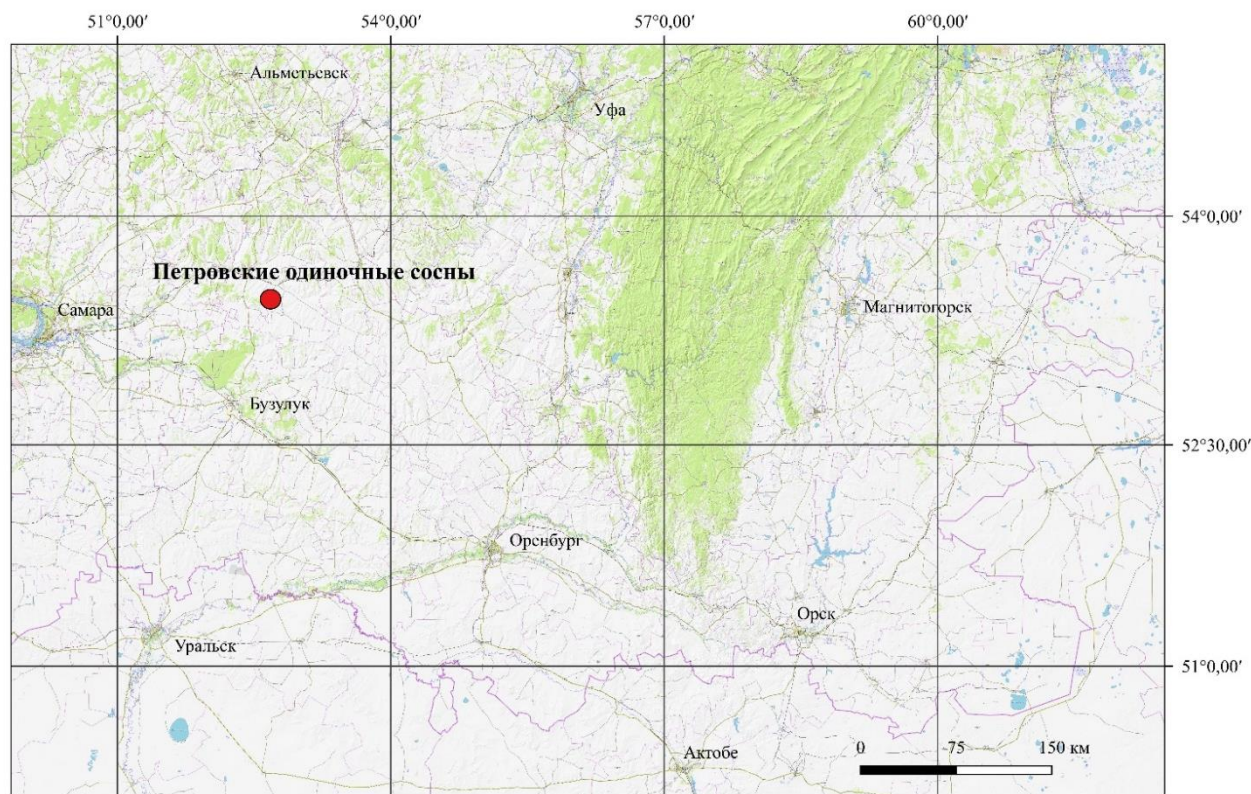 51°0,00′ 54°0,00′ 57°0,00′ 60°0,00′
Альметьевск
Уфа
54°0,00′
Петровские одиночные сосны
Самара
Магнитогорск
Бузулук
52°30,00′
Оренбург
Орск
Уральск
51°0,00′
Актобе
0 75 150 км